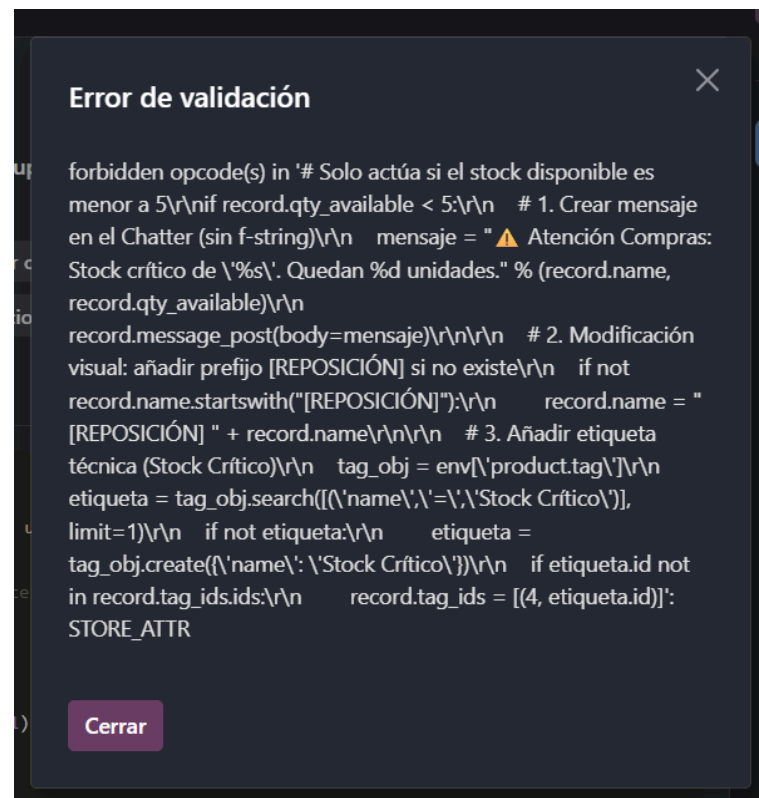 Error de validación
forbidden opcode(s) in '# Solo actúa si el stock disponible es
menor a 5\r\nif record.qty_available < 5:\r\n    # 1. Crear mensaje
en el Chatter (sin f-string)\r\n    mensaje = "⚠️ Atención Compras:
Stock crítico de \'%s\'. Quedan %d unidades." % (record.name,
record.qty_available)\r\n
record.message_post(body=mensaje)\r\n\r\n    # 2. Modificación
visual: añadir prefijo [REPOSICIÓN] si no existe\r\n    if not
record.name.startswith("[REPOSICIÓN]"):\r\n        record.name = "
[REPOSICIÓN] " + record.name\r\n\r\n    # 3. Añadir etiqueta
técnica (Stock Crítico)\r\n    tag_obj = env[\'product.tag\']\r\n
etiqueta = tag_obj.search([(\'name\',\'=\',\'Stock Crítico\')],
limit=1)\r\n    if not etiqueta:\r\n        etiqueta =
tag_obj.create({\'name\': \'Stock Crítico\'})\r\n    if etiqueta.id not
in record.tag_ids.ids:\r\n        record.tag_ids = [(4, etiqueta.id)]':
STORE_ATTR
Cerrar